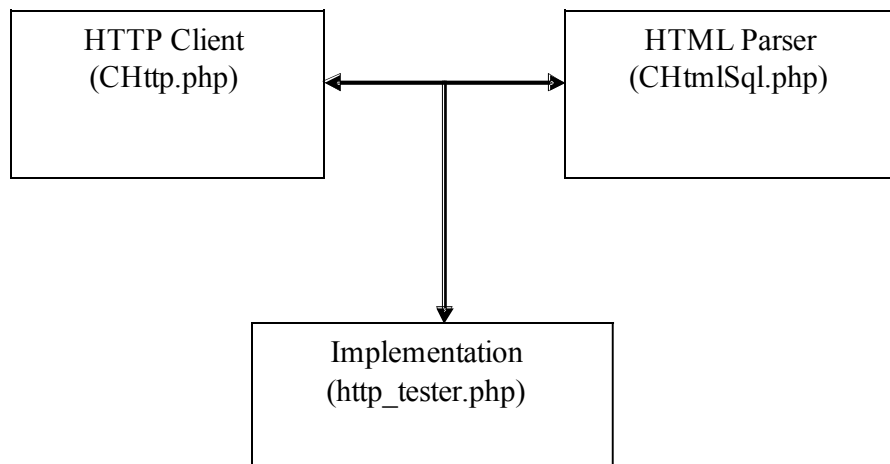 HTTP Client
(CHttp.php)
HTML Parser
(CHtmlSql.php)
Implementation
(http_tester.php)